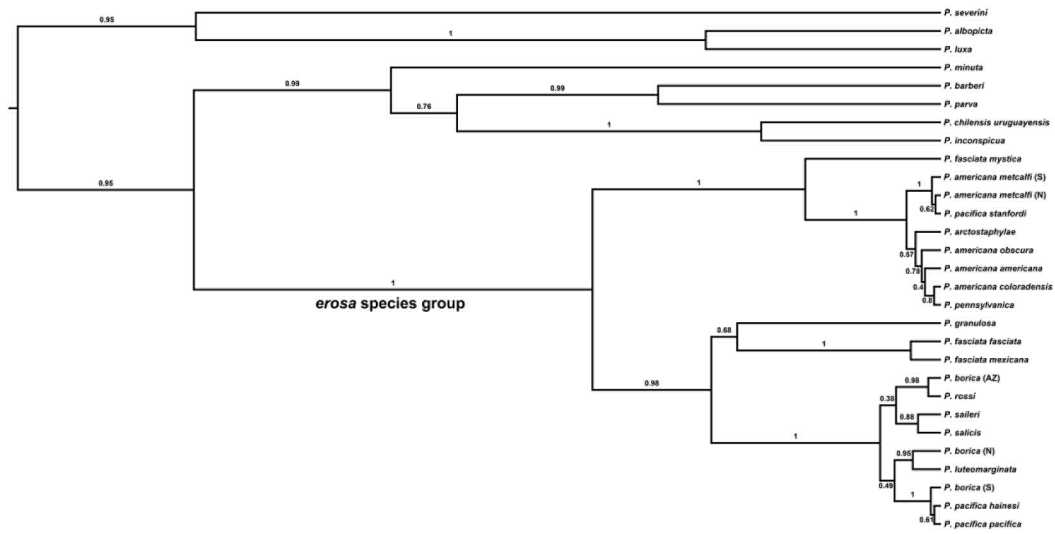 0.95
P. severini
1
P. albopicta
P. luxa
0.99
P. minuta
0.76
0.99
P. barberi
P. parva
1
P. chilensis uruguayensis
P. inconspicua
0.95
1
erosa species group
1
P. fasciata mystica
1
1
P. americana metcalfi (S)
0.62
P. americana metcalfi (N)
P. pacifica stanfordi
0.57
P. arctostaphylae
0.78
P. americana obscura
0.4
P. americana americana
0.8
P. americana coloradensis
P. pennsylvanica
0.98
0.68
P. granulosa
1
P. fasciata fasciata
P. fasciata mexicana
1
0.38
0.98
P. borica (AZ)
P. rossi
0.88
P. saileri
P. salicis
0.49
0.95
P. borica (N)
P. luteomarginata
1
P. borica (S)
0.61
P. pacifica hainesi
P. pacifica pacifica